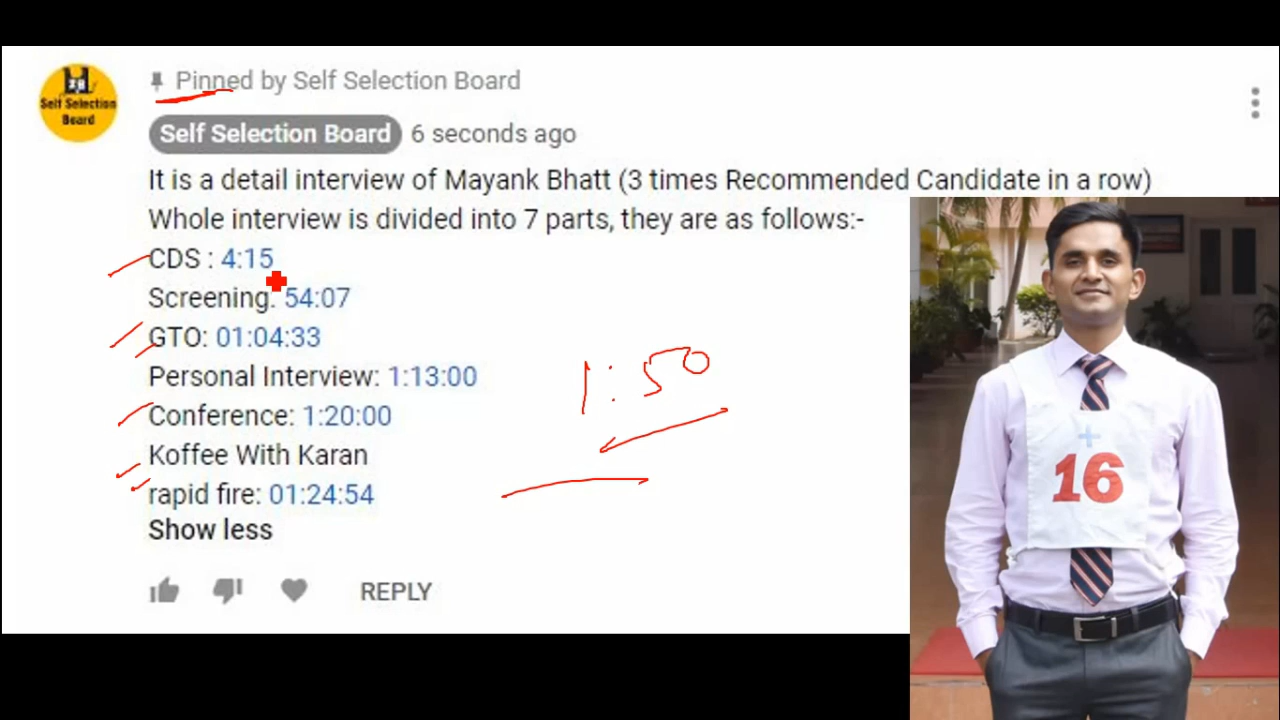 Self Selection
Board
Pinned by Self Selection Board
Self Selection Board 6 seconds ago
It is a detail interview of Mayank Bhatt (3 times Recommended Candidate in a row)
Whole interview is divided into 7 parts, they are as follows:-
CDS : 4:15
Screening: 54:07
GTO: 01:04:33
Personal Interview: 1:13:00
Conference: 1:20:00
1:50
Koffee With Karan
rapid fire: 01:24:54
Show less
REPLY
16